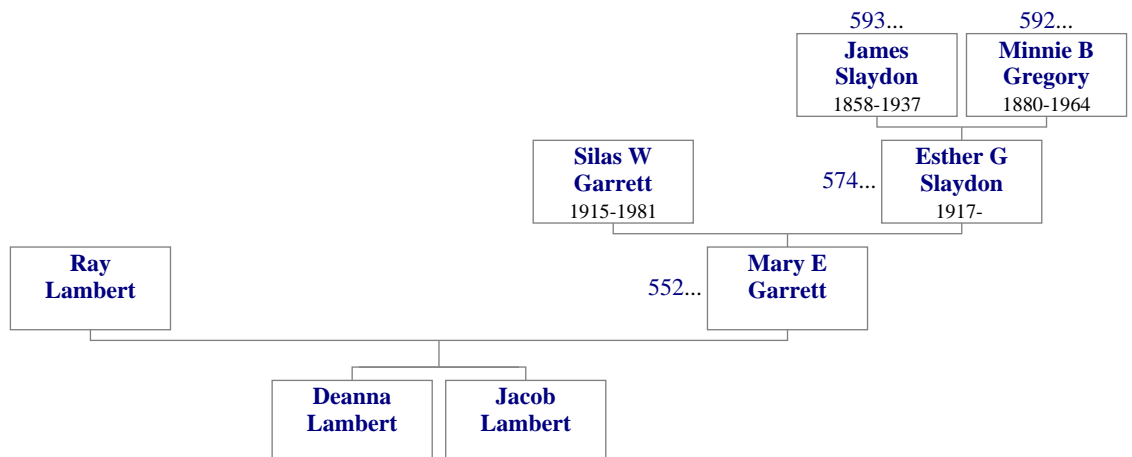 593...
592...
James
Slaydon
1858-1937
Minnie B
Gregory
1880-1964
Silas W
Garrett
1915-1981
574...
Esther G
Slaydon
1917-
Ray
Lambert
552...
Mary E
Garrett
Deanna
Lambert
Jacob
Lambert